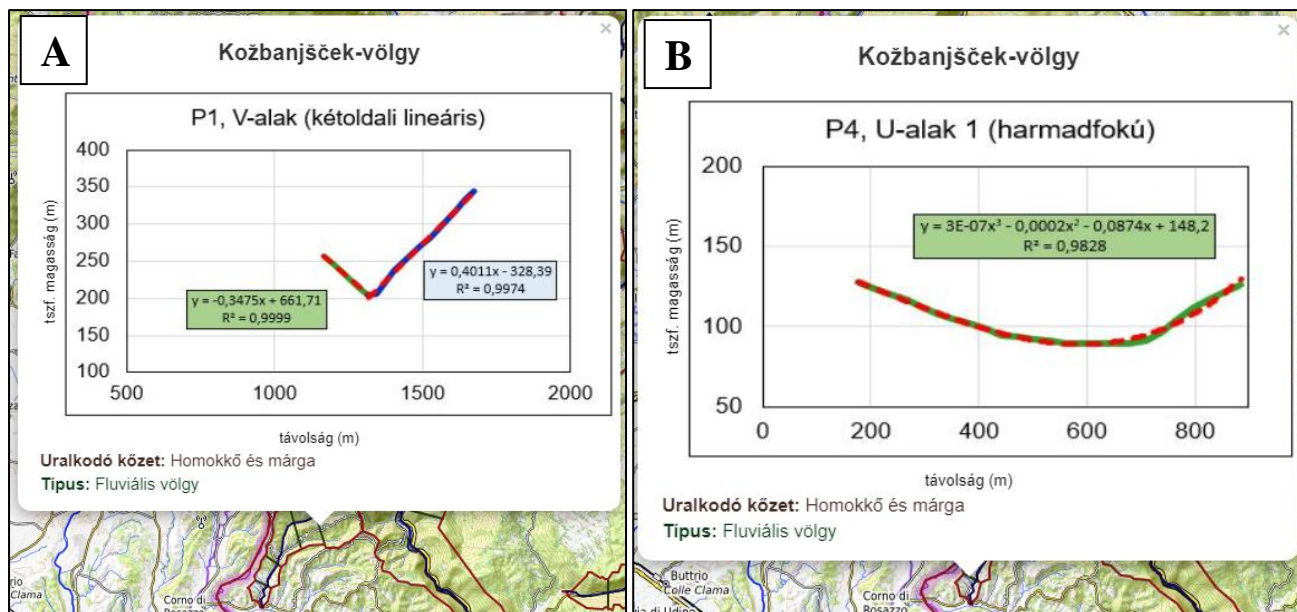 A
Kožbanjšček-völgy
×
P1, V-alak (kétoldali lineáris)
tszf. magasság (m)
400
350
300
250
200
150
100
y = 0,4011x - 328,39
R² = 0,9974
y = -0,3475x + 661,71
R² = 0,9999
500
1000
1500
2000
távolság (m)
Uralkodó kőzet: Homokkő és márga
Típus: Fluviális völgy
Clama
Corno di
Rosazzo
B
Kožbanjšček-völgy
×
P4, U-alak 1 (harmadfokú)
tszf. magasság (m)
200
150
100
50
y = 3E-07x³ - 0,0002x² - 0,0874x + 148,2
R² = 0,9828
0
200
400
600
800
távolság (m)
Uralkodó kőzet: Homokkő és márga
Típus: Fluviális völgy
Buttrio
Colle Clama
Corno di
Rosazzo